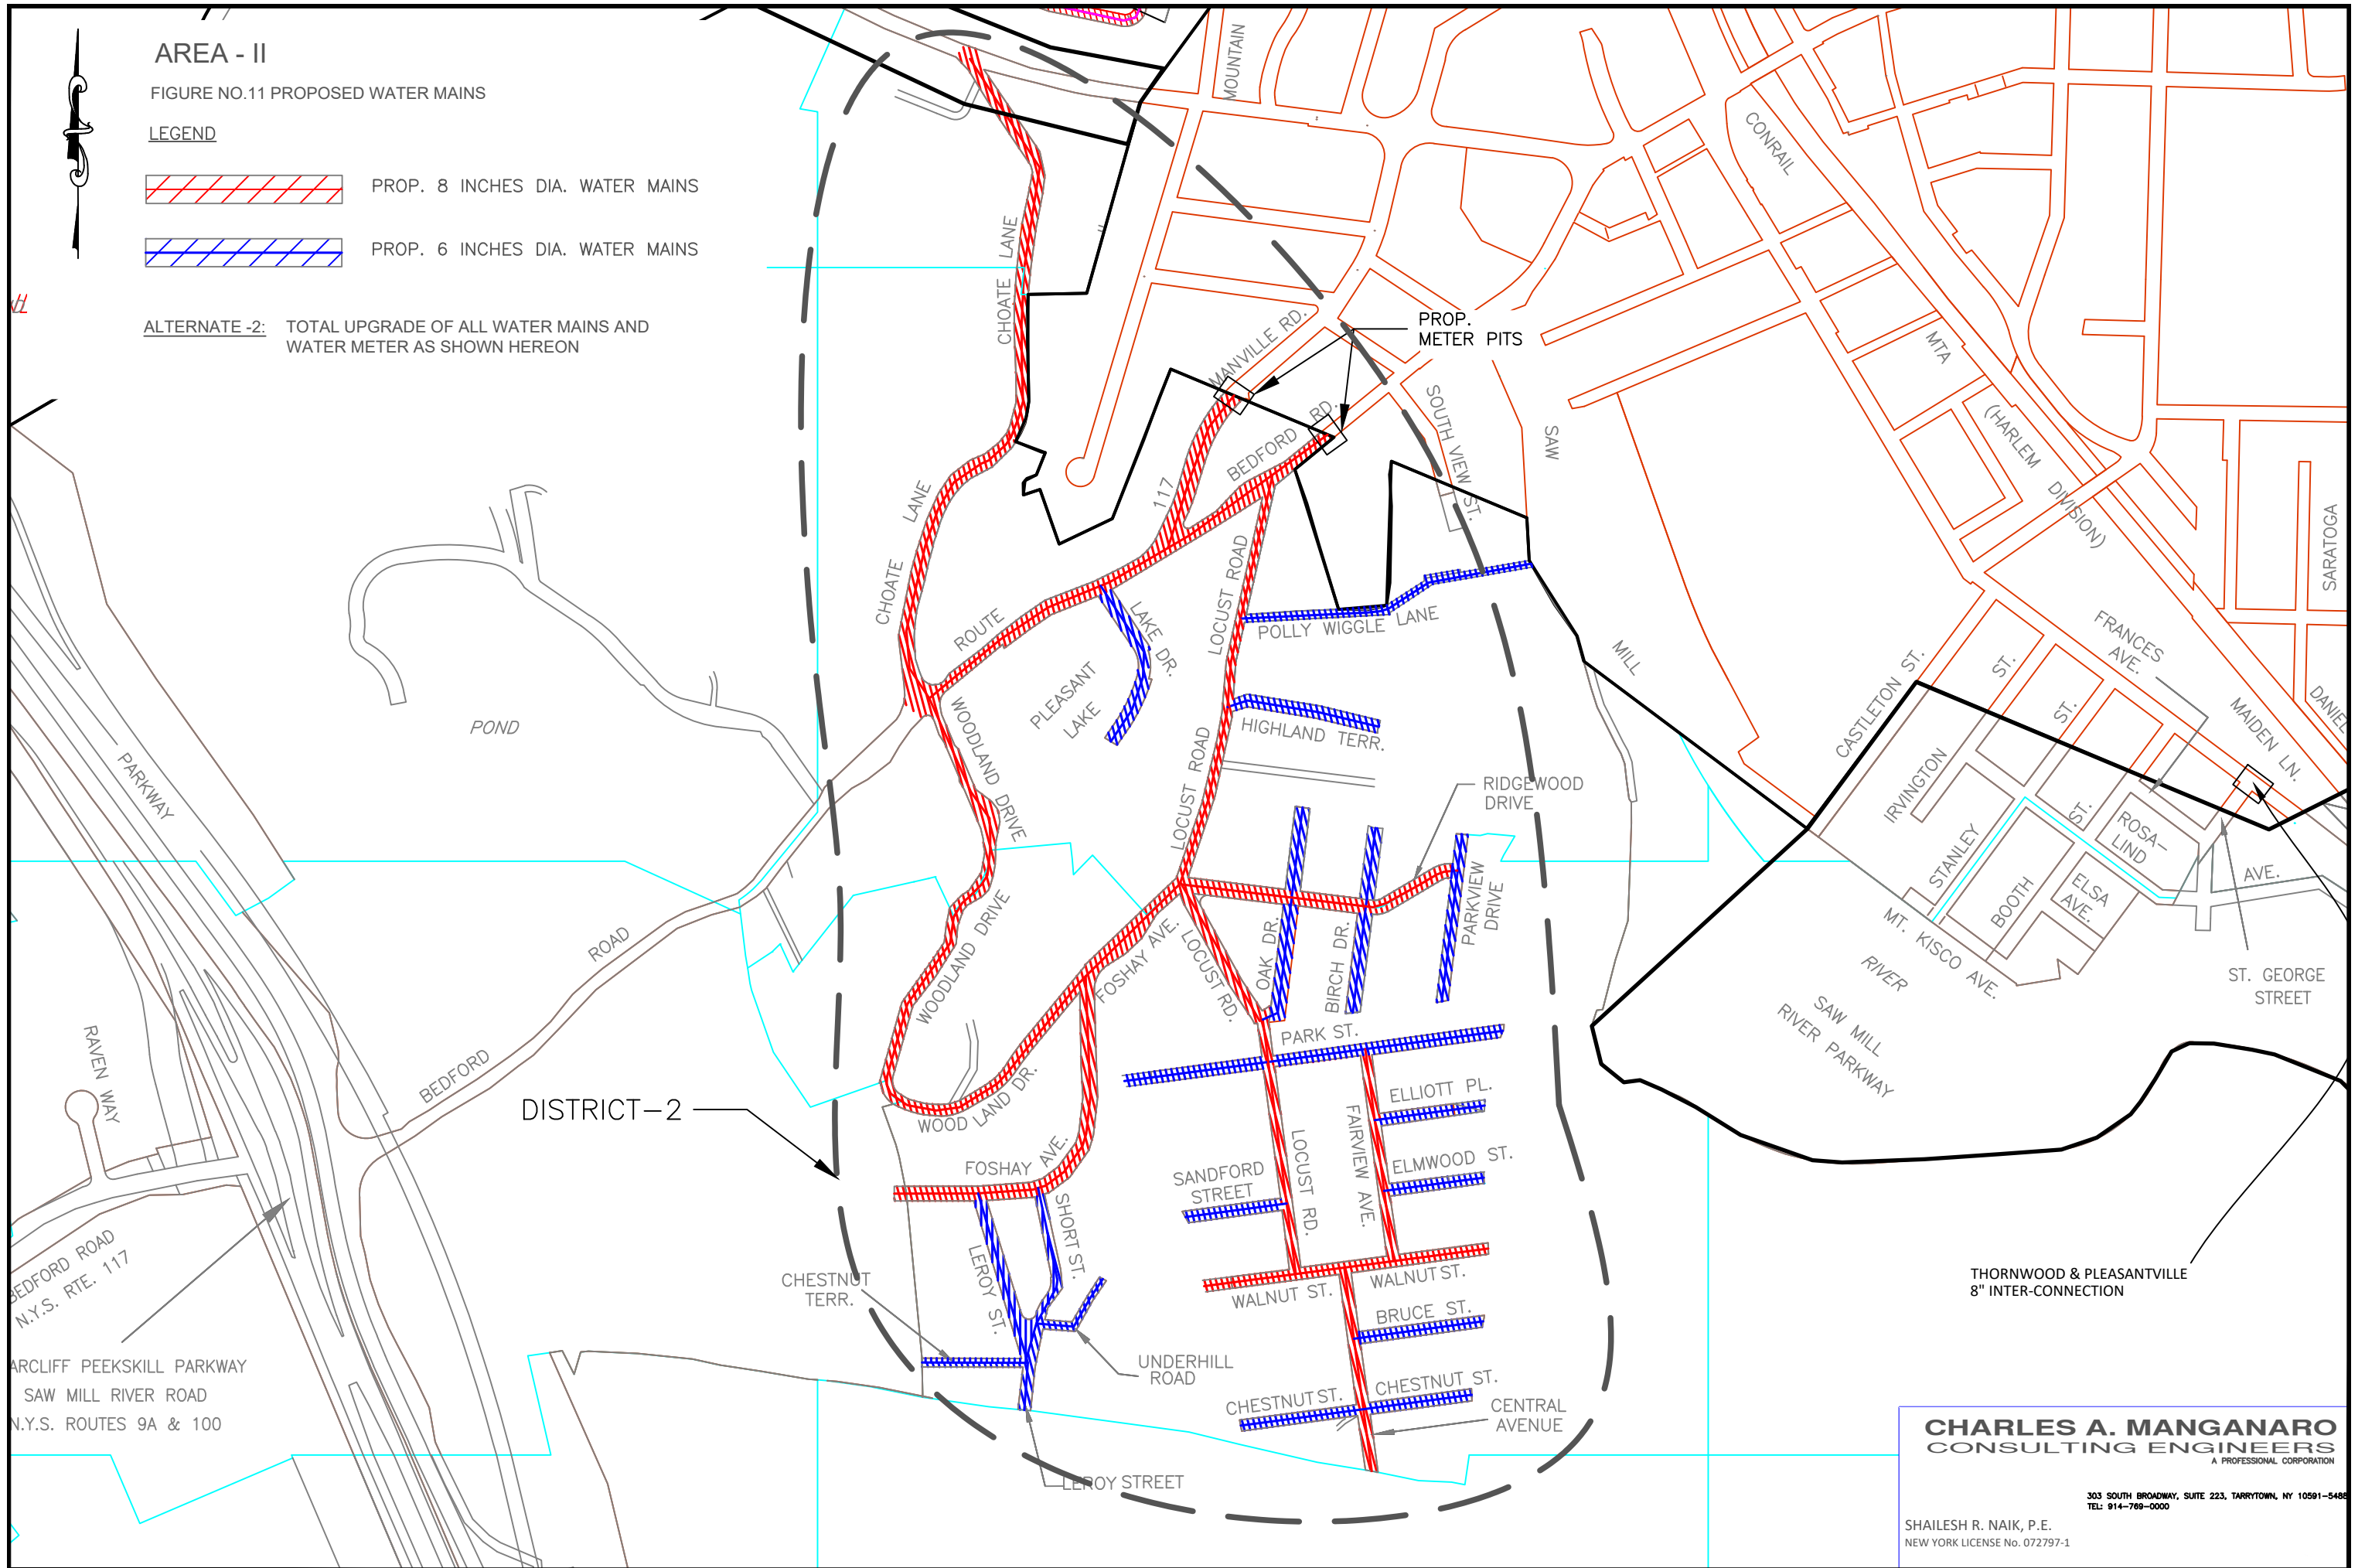 AREA - II
FIGURE NO.11 PROPOSED WATER MAINS
LEGEND
PROP. 8 INCHES DIA. WATER MAINS
PROP. 6 INCHES DIA. WATER MAINS
ALTERNATE -2: TOTAL UPGRADE OF ALL WATER MAINS AND
WATER METER AS SHOWN HEREON
MOUNTAIN
CONRAIL
MTA
(HARLEM
DIVISION)
SARATOGA
CHOATE LANE
MANVILLE RD.
PROP.
METER PITS
BEDFORD RD.
SOUTH VIEW ST.
SAW
MILL
RIVER
CHOATE LANE
117
ROUTE
LAKE DR.
PLEASANT
LAKE
LOCUST ROAD
POLLY WIGGLE LANE
HIGHLAND TERR.
LOCUST ROAD
WOODLAND DRIVE
WOODLAND DRIVE
WOOD LAND DR.
POND
PARKWAY
ROAD
BEDFORD
RAVEN WAY
RIDGEWOOD
DRIVE
PARKVIEW
DRIVE
FOSHAY AVE.
LOCUST RD.
OAK DR.
BIRCH DR.
PARK ST.
ELLIOTT PL.
FAIRVIEW AVE.
ELMWOOD ST.
LOCUST RD.
SANDFORD
STREET
DISTRICT-2
FOSHAY AVE.
SHORT ST.
LEROY ST.
CHESTNUT
TERR.
WALNUT ST.
WALNUT ST.
BRUCE ST.
UNDERHILL
ROAD
CHESTNUT ST.
CHESTNUT ST.
CENTRAL
AVENUE
LEROY STREET
FRANCES
AVE.
DANIEL
MAIDEN LN.
CASTLETON ST.
IRVINGTON ST.
STANLEY ST.
BOOTH ST.
ROSA-
LIND
AVE.
ELSA
AVE.
MT. KISCO AVE.
SAW MILL
RIVER PARKWAY
ST. GEORGE
STREET
THORNWOOD & PLEASANTVILLE
8" INTER-CONNECTION
BEDFORD ROAD
N.Y.S. RTE. 117
ARCLIFF PEEKSKILL PARKWAY
SAW MILL RIVER ROAD
N.Y.S. ROUTES 9A & 100
CHARLES A. MANGANARO
CONSULTING ENGINEERS
A PROFESSIONAL CORPORATION
303 SOUTH BROADWAY, SUITE 223, TARRYTOWN, NY 10591-5485
TEL: 914-769-0000
SHAILESH R. NAIK, P.E.
NEW YORK LICENSE No. 072797-1